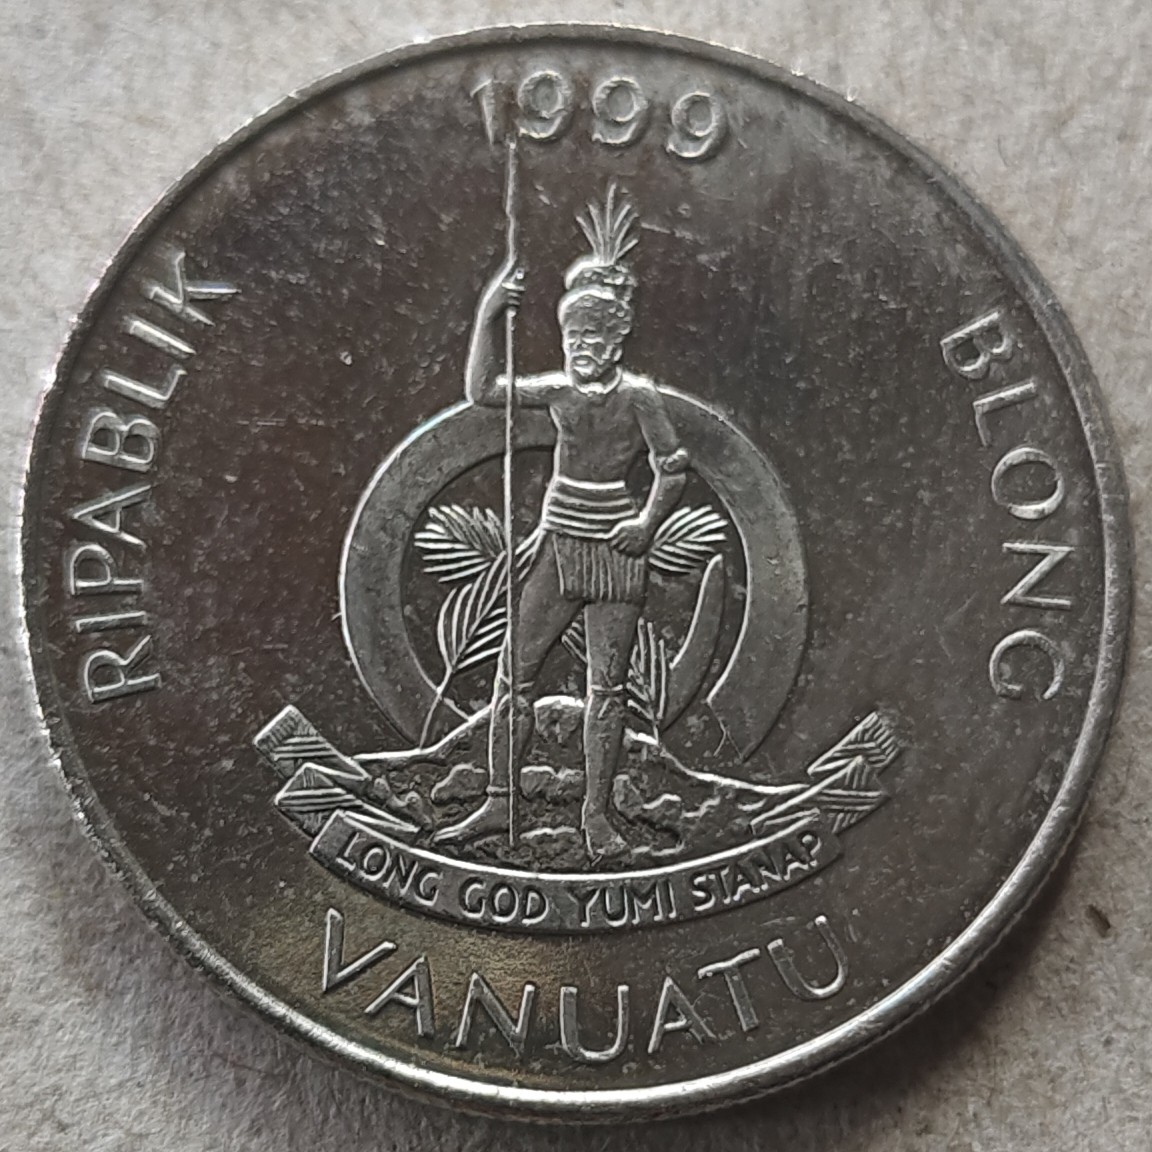 1999
RIPABLIK
BLONG
LONG GOD YUMI STANAP
VANUATU